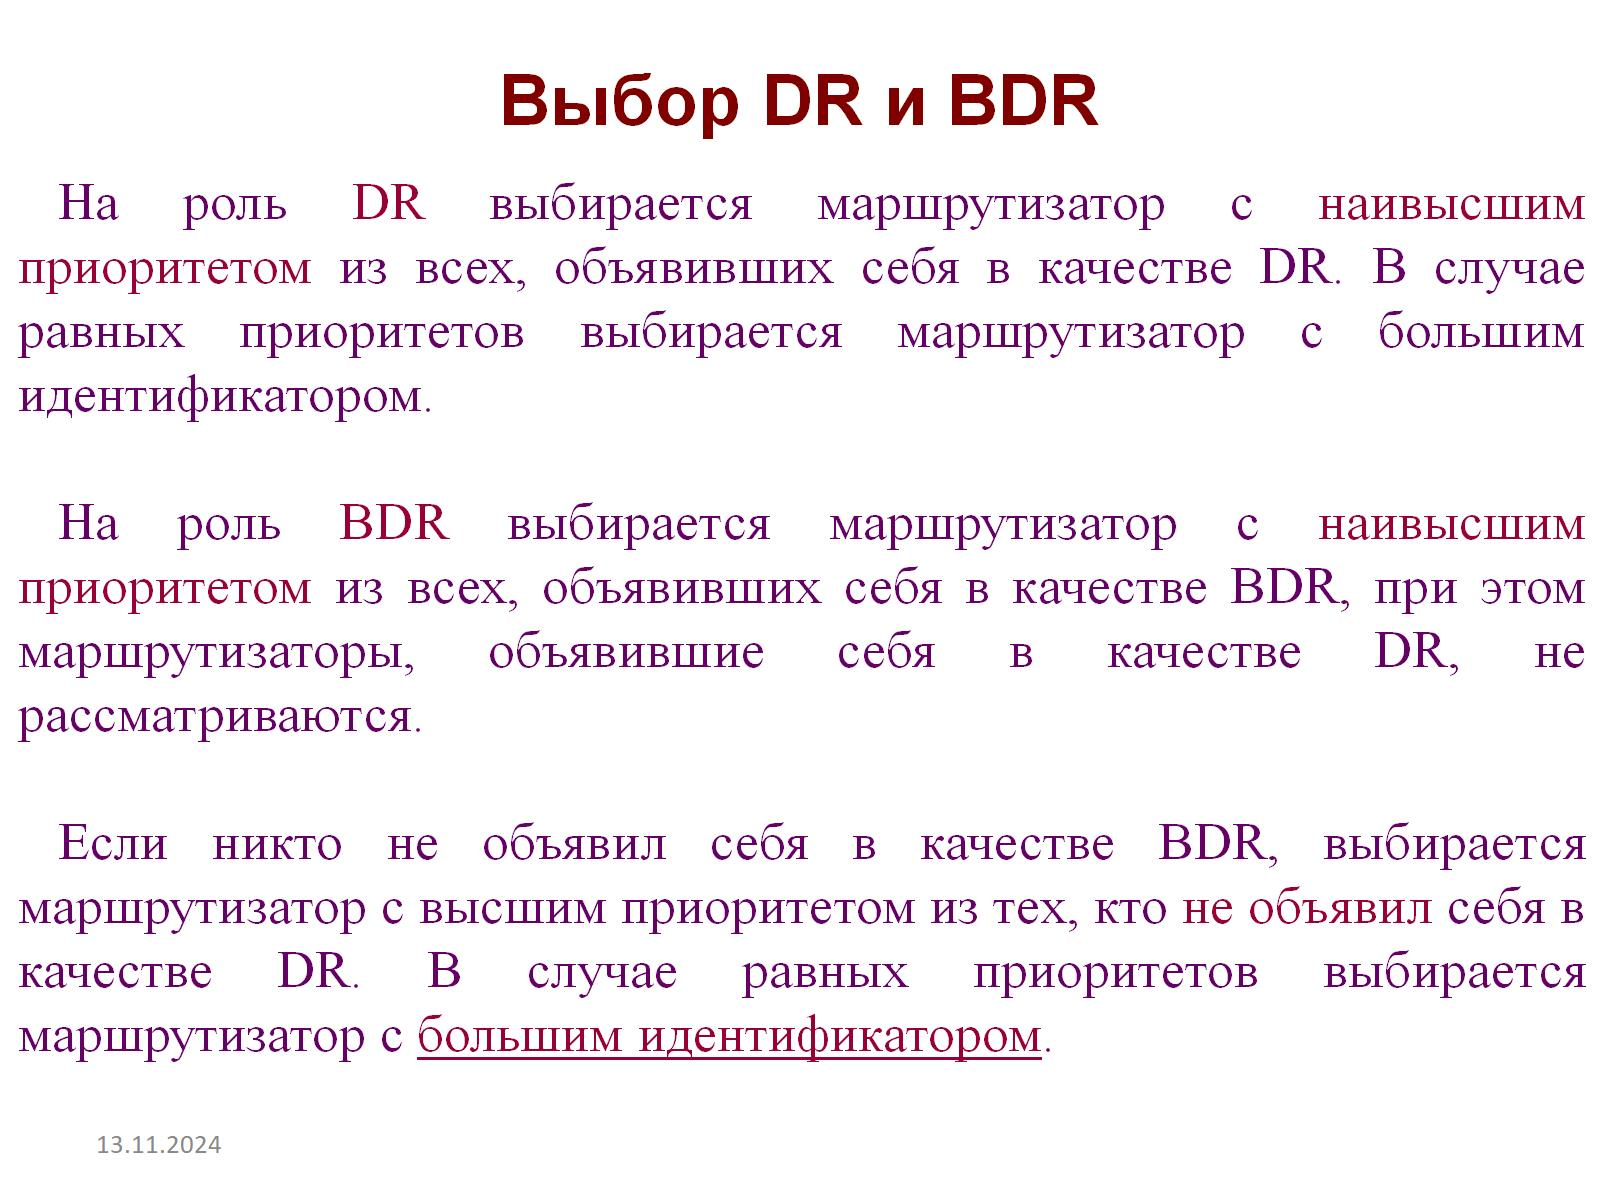 Выбор DR и BDR
На роль DR выбирается маршрутизатор с наивысшим
приоритетом из всех, объявивших себя в качестве DR. В случае
равных приоритетов выбирается маршрутизатор с большим
идентификатором.
На роль BDR выбирается маршрутизатор с наивысшим
приоритетом из всех, объявивших себя в качестве BDR, при этом
маршрутизаторы, объявившие себя в качестве DR, не
рассматриваются.
Если никто не объявил себя в качестве BDR, выбирается
маршрутизатор с высшим приоритетом из тех, кто не объявил себя в
качестве DR. В случае равных приоритетов выбирается
маршрутизатор с большим идентификатором.
13.11.2024